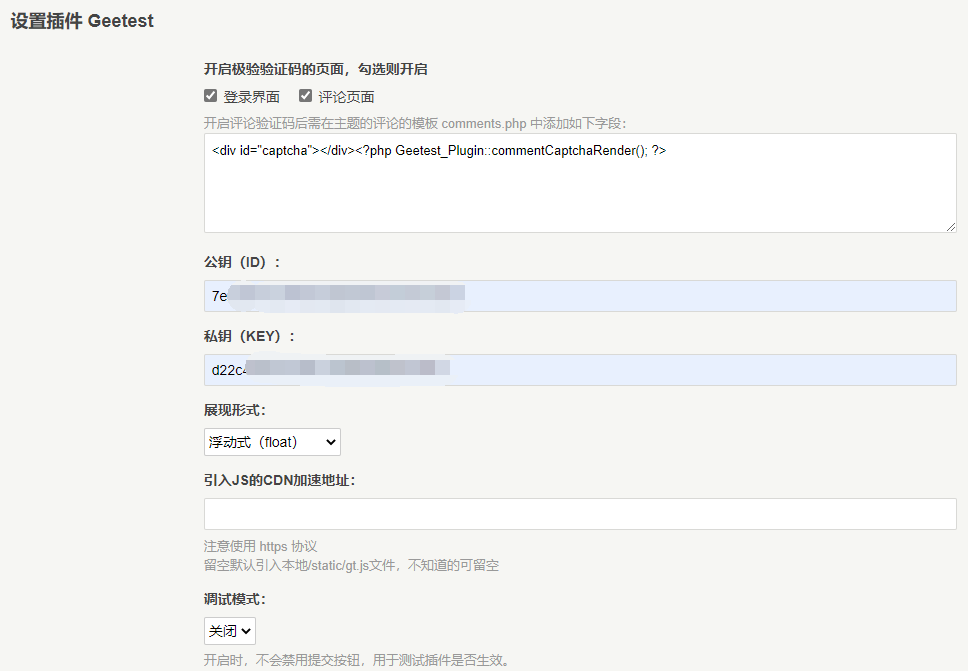 设置插件 Geetest
开启极验验证码的页面，勾选则开启
登录界面 评论页面
开启评论验证码后需在主题的评论的模板 comments.php 中添加如下字段：
<div id="captcha"></div><?php Geetest_Plugin::commentCaptchaRender(); ?>
公钥（ID）：
7e
私钥（KEY）：
d22c4
展现形式：
浮动式（float）
引入JS的CDN加速地址：
注意使用 https 协议
留空默认引入本地/static/gt.js文件，不知道的可留空
调试模式：
关闭
开启时，不会禁用提交按钮，用于测试插件是否生效。